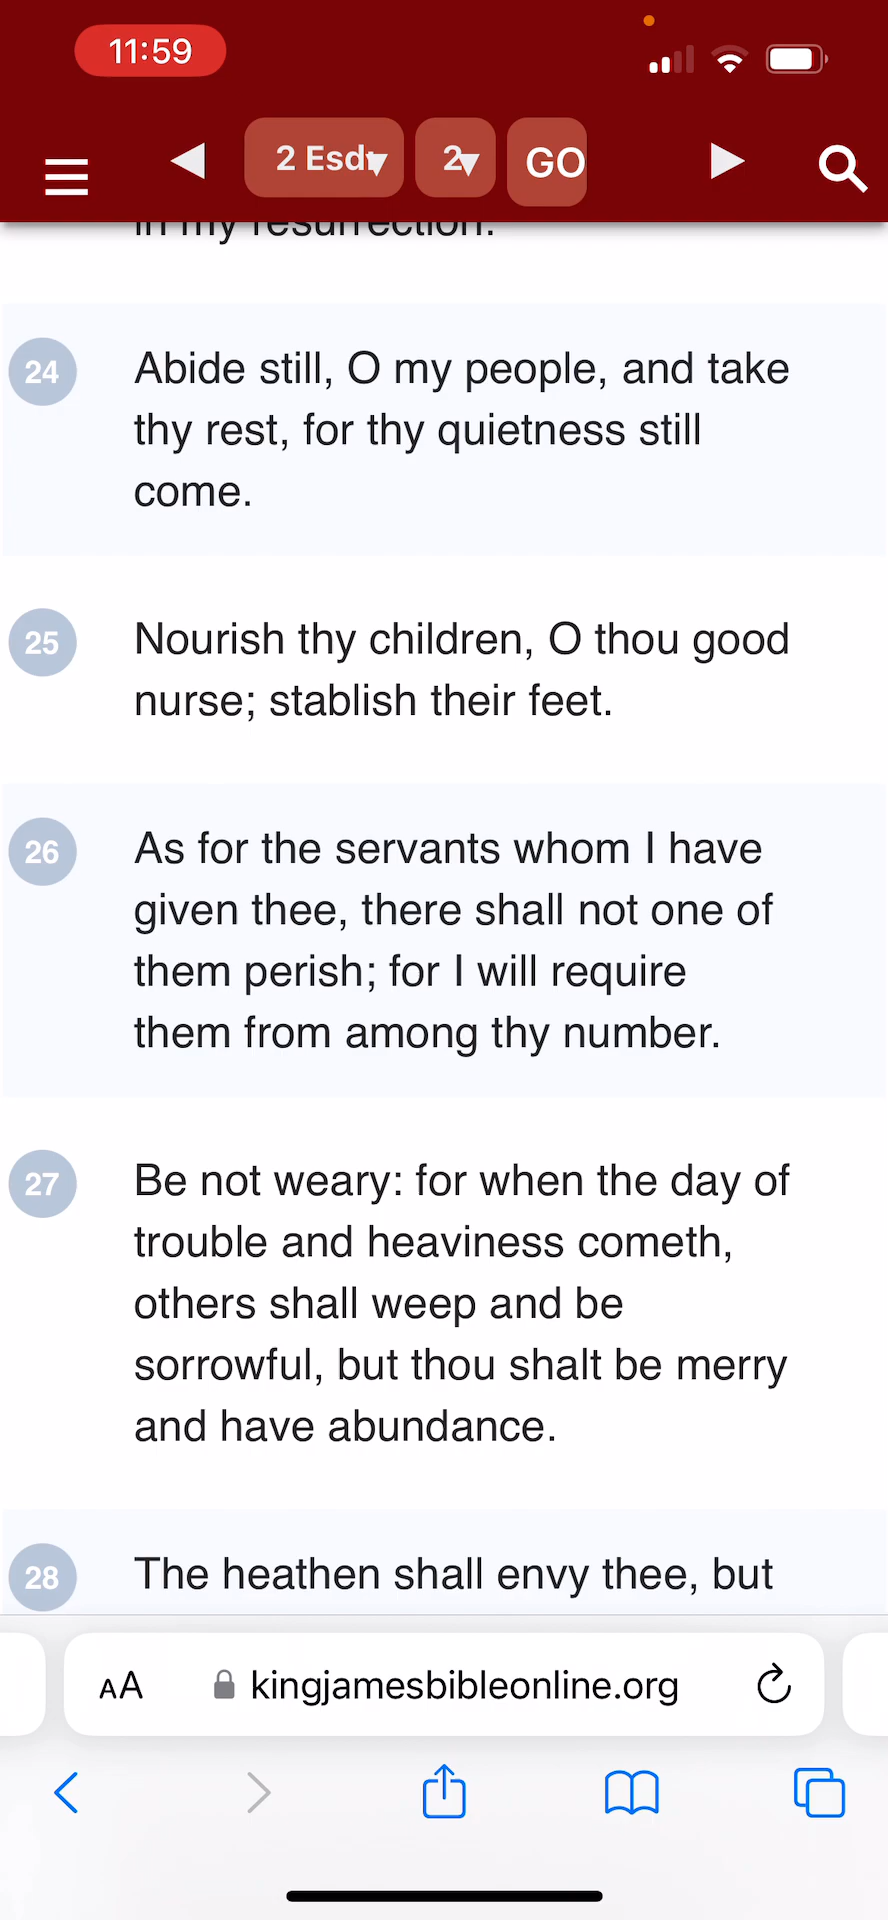 11:59
2 Esdr
2
GO
in my resurrection.
24
Abide still, O my people, and take
thy rest, for thy quietness still
come.
25
Nourish thy children, O thou good
nurse; stablish their feet.
26
As for the servants whom I have
given thee, there shall not one of
them perish; for I will require
them from among thy number.
27
Be not weary: for when the day of
trouble and heaviness cometh,
others shall weep and be
sorrowful, but thou shalt be merry
and have abundance.
28
The heathen shall envy thee, but
AA
kingjamesbibleonline.org